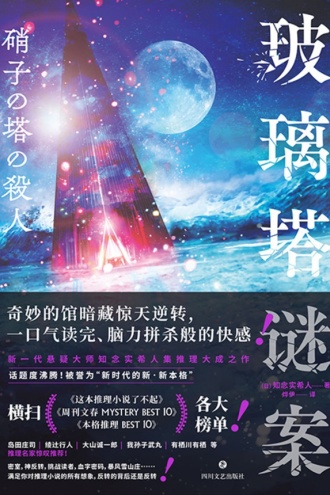 玻璃塔谜案
硝子の塔の殺人
奇妙的馆暗藏惊天逆转，
一口气读完、脑力拼杀般的快感！
新一代悬疑大师知念实希人集推理大成之作
话题度沸腾！被誉为“新时代的新·新本格”
横扫
《这本推理小说了不起》
《周刊文春 MYSTERY BEST 10》
《本格推理 BEST 10》
各大
榜单！
[日] 知念实希人 著
岛田庄司｜绫辻行人｜大山诚一郎｜我孙子武丸｜有栖川有栖 等
推理名家惊叹推荐！
密室，神反转，挑战读者，血字密码，暴风雪山庄……
满足你对推理小说的所有想象，反转的背后还是反转！
四川文艺出版社